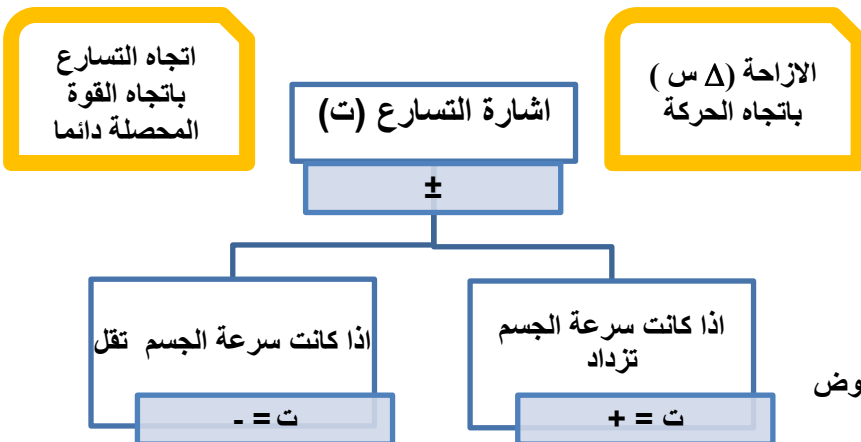 الازاحة (Δ س )
باتجاه الحركة
اتجاه التسارع
باتجاه القوة
المحصلة دائما
اشارة التسارع (ت)
±
اذا كانت سرعة الجسم
تزداد
ت = +
اذا كانت سرعة الجسم تقل
ت = -